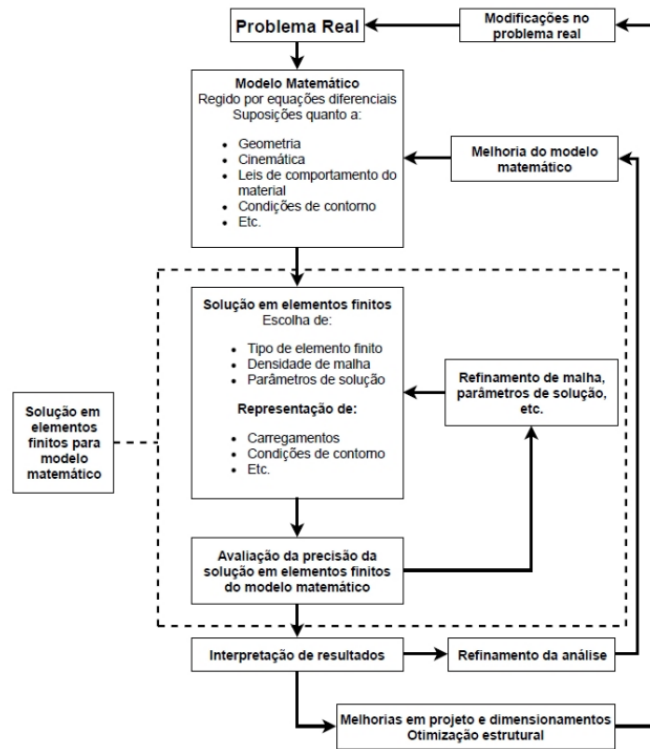 Problema Real
Modificações no
problema real
Modelo Matemático
Regido por equações diferenciais
Suposições quanto a:
• Geometria
• Cinemática
• Leis de comportamento do
material
• Condições de contorno
• Etc.
Melhoria do modelo
matemático
Solução em elementos finitos
Escolha de:
• Tipo de elemento finito
• Densidade de malha
• Parâmetros de solução
Representação de:
• Carregamentos
• Condições de contorno
• Etc.
Refinamento de malha,
parâmetros de solução,
etc.
Solução em
elementos
finitos para
modelo
matemático
Avaliação da precisão da
solução em elementos finitos
do modelo matemático
Interpretação de resultados
Refinamento da análise
Melhorias em projeto e dimensionamentos
Otimização estrutural